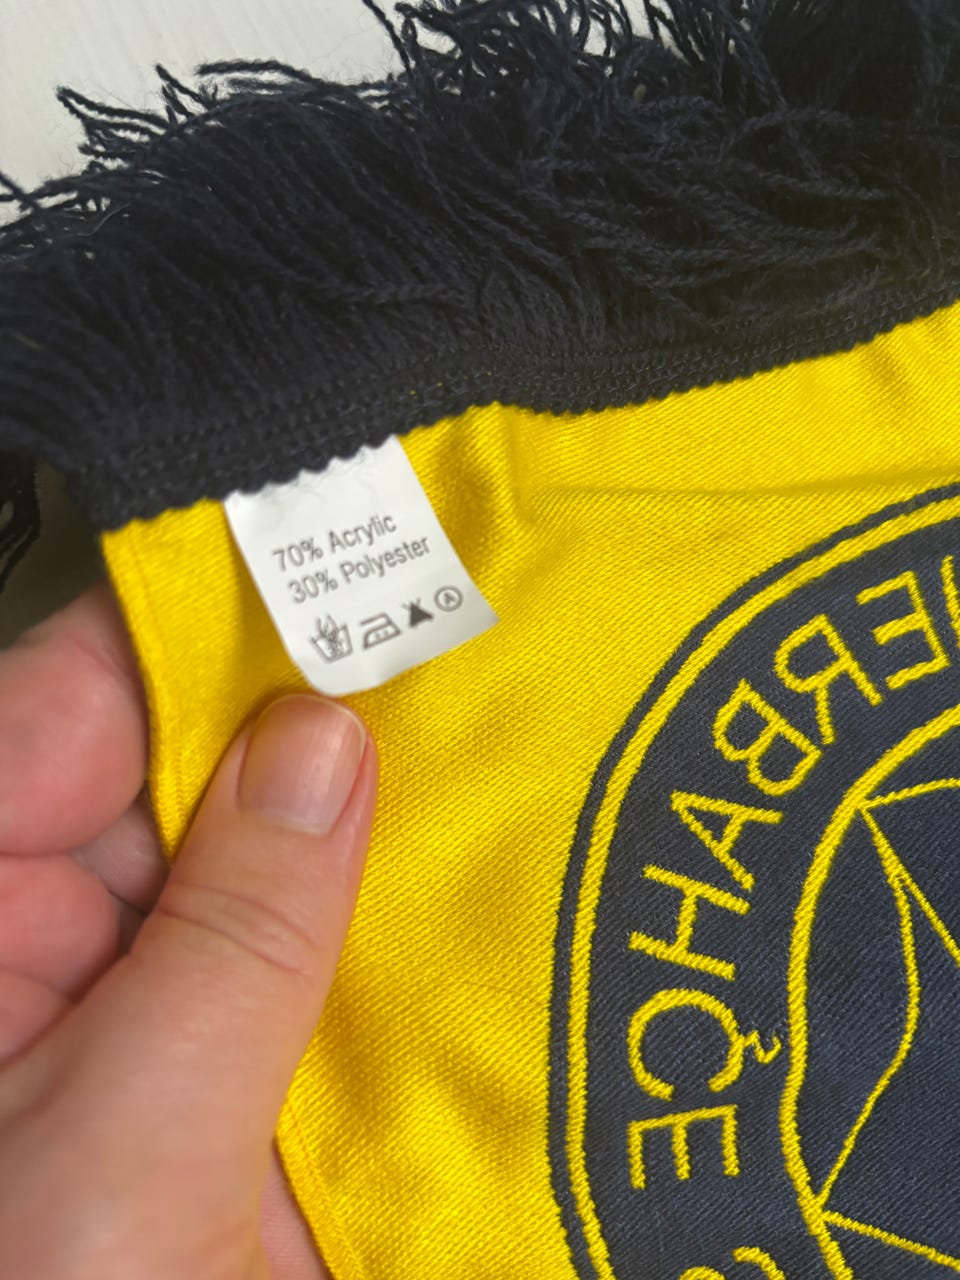 70% Acrylic
30% Polyester
A
ERBAHÇE